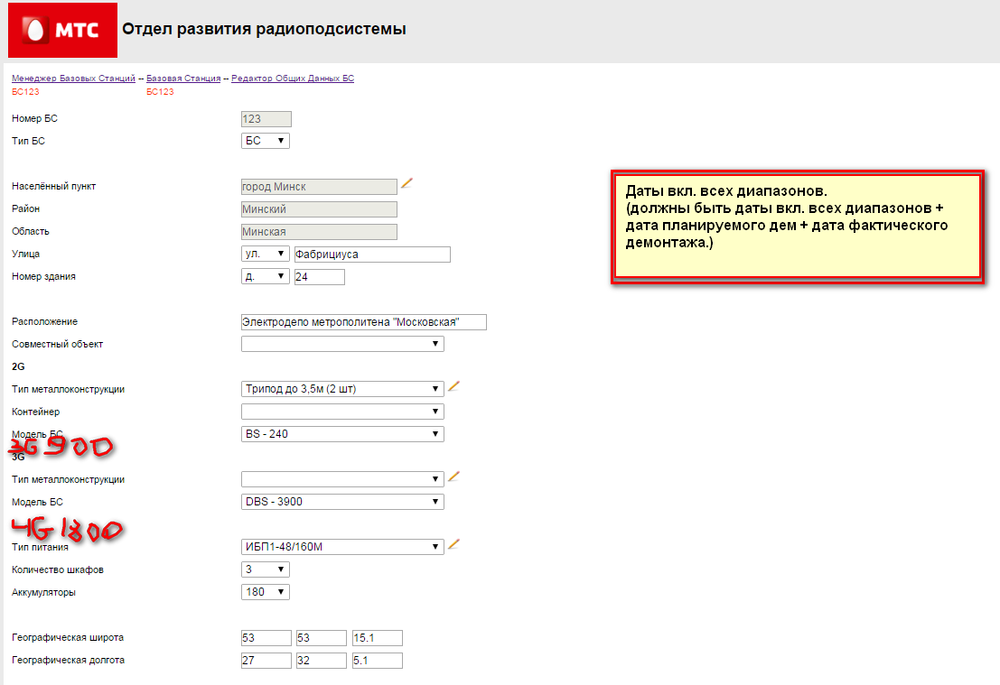 МТС Отдел развития радиоподсистемы
Менеджер Базовых Станций -- Базовая Станция -- Редактор Общих Данных БС
БС123 БС123
Номер БС 123
Тип БС БС
Населённый пункт город Минск
Район Минский
Область Минская
Улица ул. Фабрициуса
Номер здания д. 24
Даты вкл. всех диапазонов.
(должны быть даты вкл. всех диапазонов +
дата планируемого дем + дата фактического
демонтажа.)
Расположение Электродепо метрополитена "Московская"
Совместный объект
2G
Тип металлоконструкции Трипод до 3,5м (2 шт)
Контейнер
Модель БС BS - 240
3G 900
3G
Тип металлоконструкции
Модель БС DBS - 3900
4G 1800
Тип питания ИБП1-48/160М
Количество шкафов 3
Аккумуляторы 180
Географическая широта 53 53 15.1
Географическая долгота 27 32 5.1